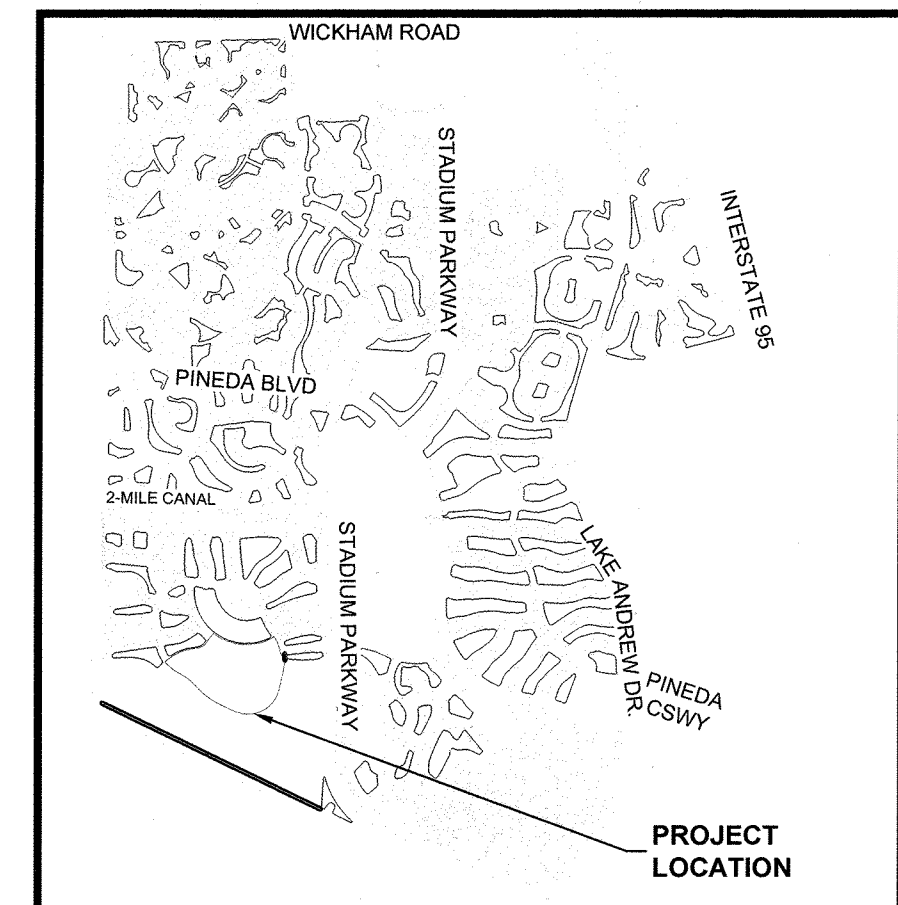 WICKHAM ROAD
STADIUM PARKWAY
INTERSTATE 95
PINEDA BLVD
2-MILE CANAL
STADIUM PARKWAY
LAKE ANDREW DR.
PINEDA
CSWY
PROJECT
LOCATION